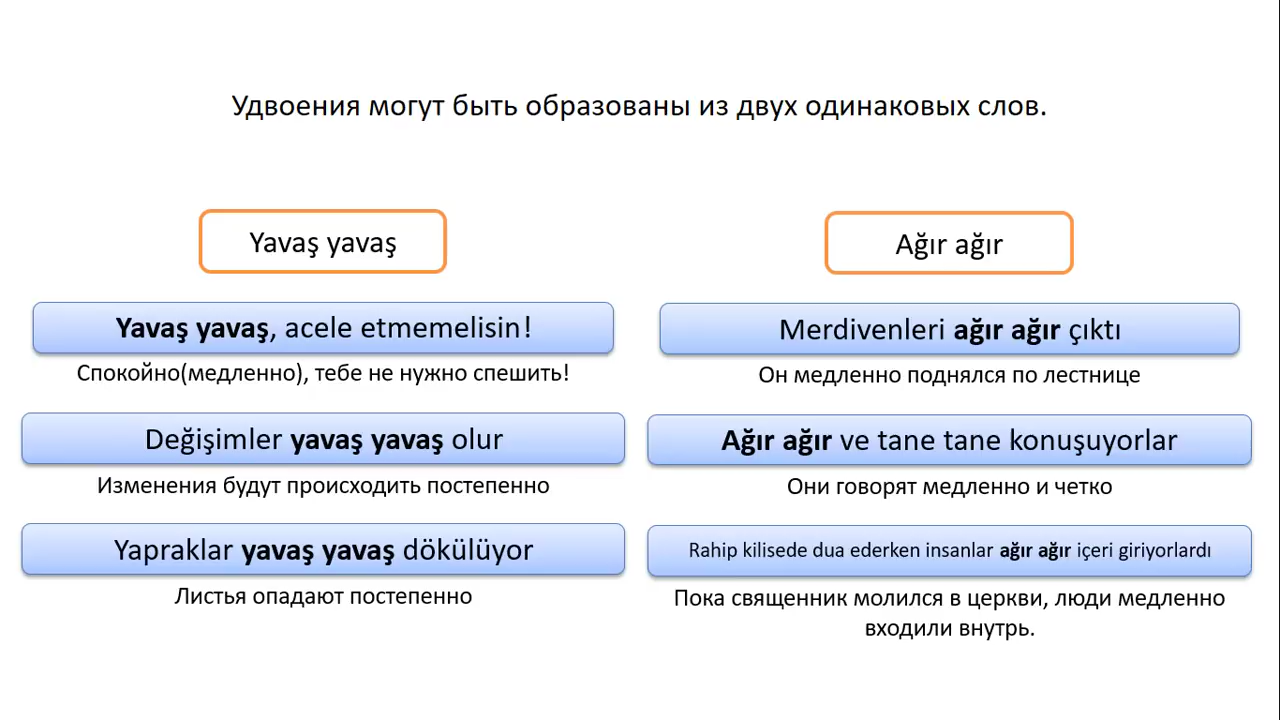 Удвоения могут быть образованы из двух одинаковых слов.
Yavaş yavaş
Yavaş yavaş, acele etmemelisin!
Спокойно(медленно), тебе не нужно спешить!
Değişimler yavaş yavaş olur
Изменения будут происходить постепенно
Yapraklar yavaş yavaş dökülüyor
Листья опадают постепенно
Ağır ağır
Merdivenleri ağır ağır çıktı
Он медленно поднялся по лестнице
Ağır ağır ve tane tane konuşuyorlar
Они говорят медленно и четко
Rahip kilisede dua ederken insanlar ağır ağır içeri giriyorlardı
Пока священник молился в церкви, люди медленно
входили внутрь.